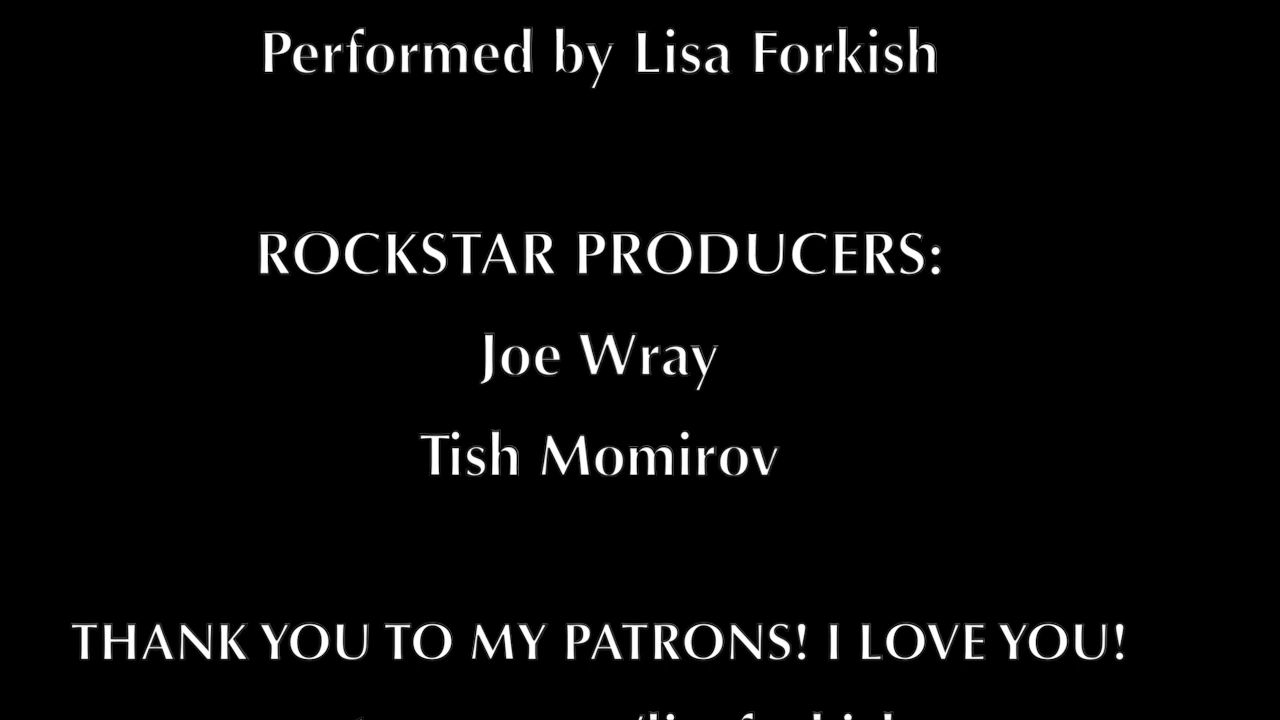 Performed by Lisa Forkish
ROCKSTAR PRODUCERS:
Joe Wray
Tish Momirov
THANK YOU TO MY PATRONS! I LOVE YOU!